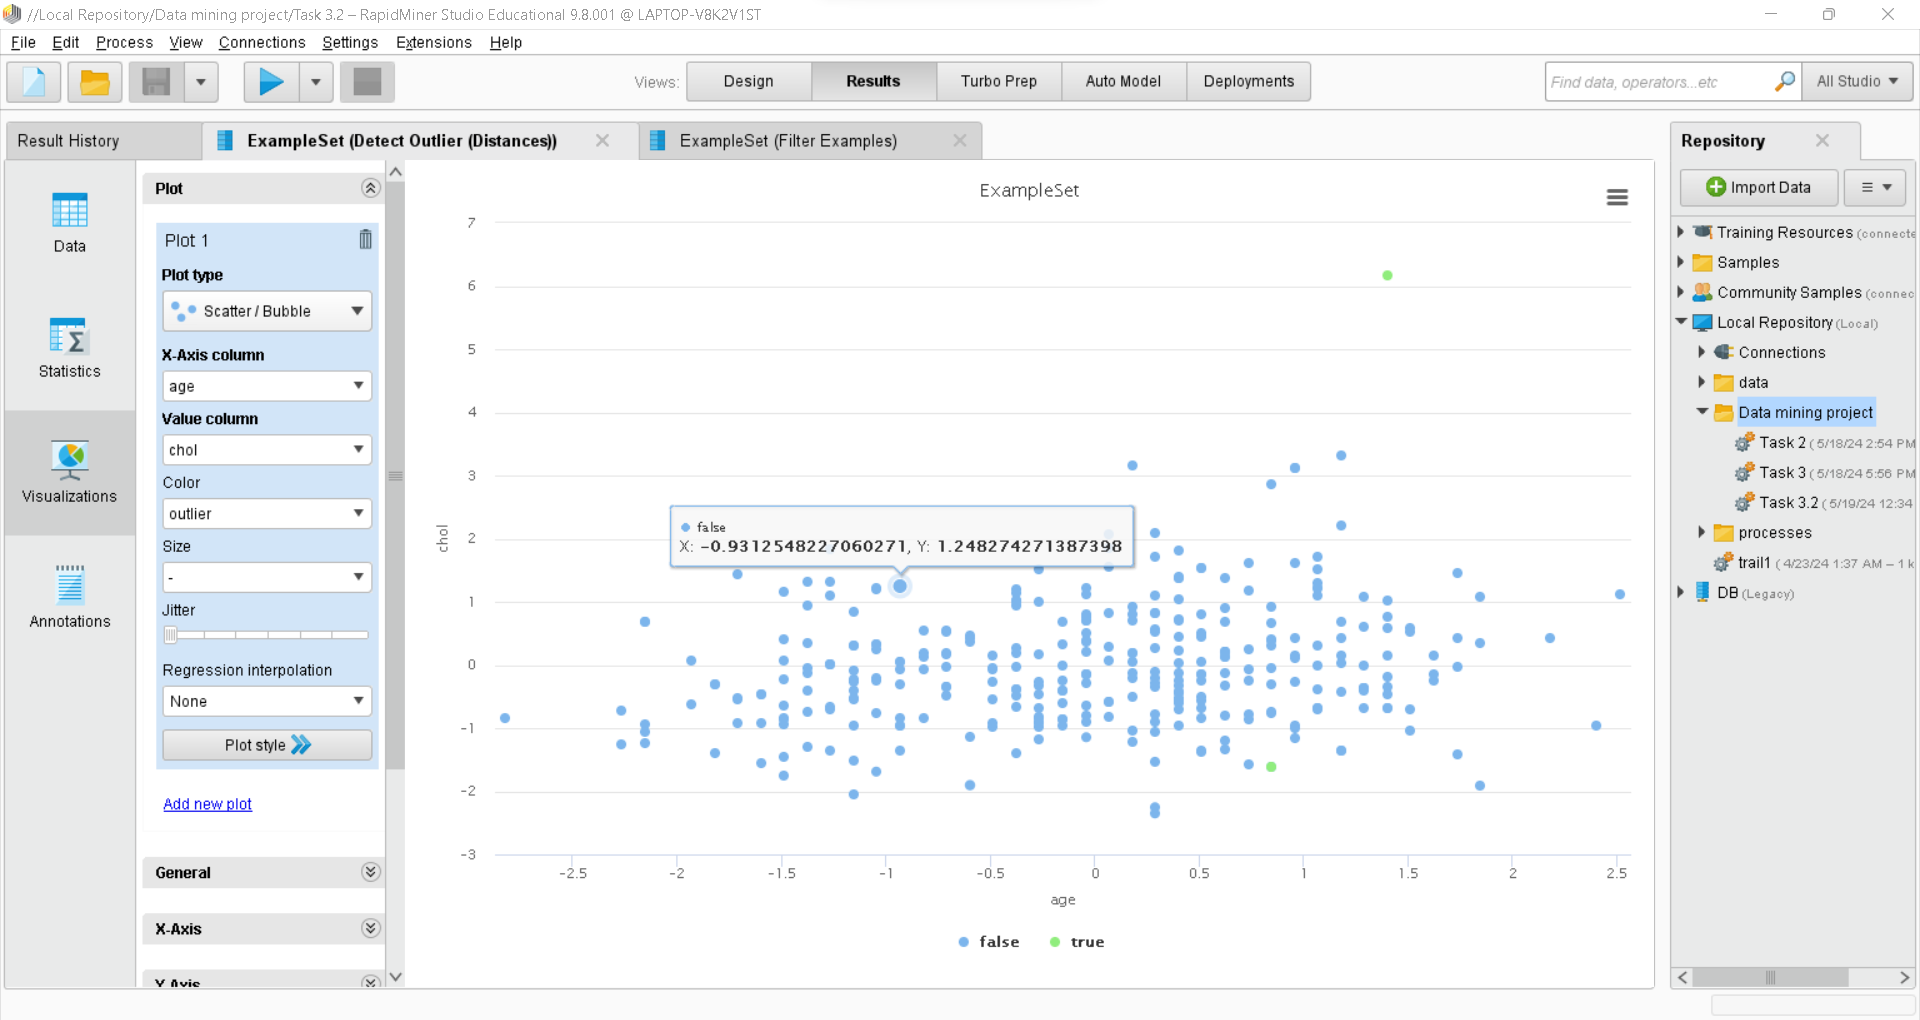 //Local Repository/Data mining project/Task 3.2 – RapidMiner Studio Educational 9.8.001 @ LAPTOP-V8K2V1ST
File Edit Process View Connections Settings Extensions Help
Views: Design Results Turbo Prep Auto Model Deployments
Find data, operators...etc
All Studio
Result History
ExampleSet (Detect Outlier (Distances))
ExampleSet (Filter Examples)
Data
Statistics
Visualizations
Annotations
Plot
Plot 1
Plot type
Scatter / Bubble
X-Axis column
age
Value column
chol
Color
outlier
Size
-
Jitter
Regression interpolation
None
Plot style
Add new plot
General
X-Axis
Y Axis
ExampleSet
7
6
5
4
3
2
1
0
-1
-2
-3
chol
false
X: -0.9312548227060271, Y: 1.248274271387398
-2.5 -2 -1.5 -1 -0.5 0 0.5 1 1.5 2 2.5
age
false true
Repository
Import Data
Training Resources (connecte
Samples
Community Samples (connec
Local Repository (Local)
Connections
data
Data mining project
Task 2 (5/18/24 2:54 PM
Task 3 (5/18/24 5:56 PM
Task 3.2 (5/19/24 12:34
processes
trail1 (4/23/24 1:37 AM – 1 k
DB (Legacy)